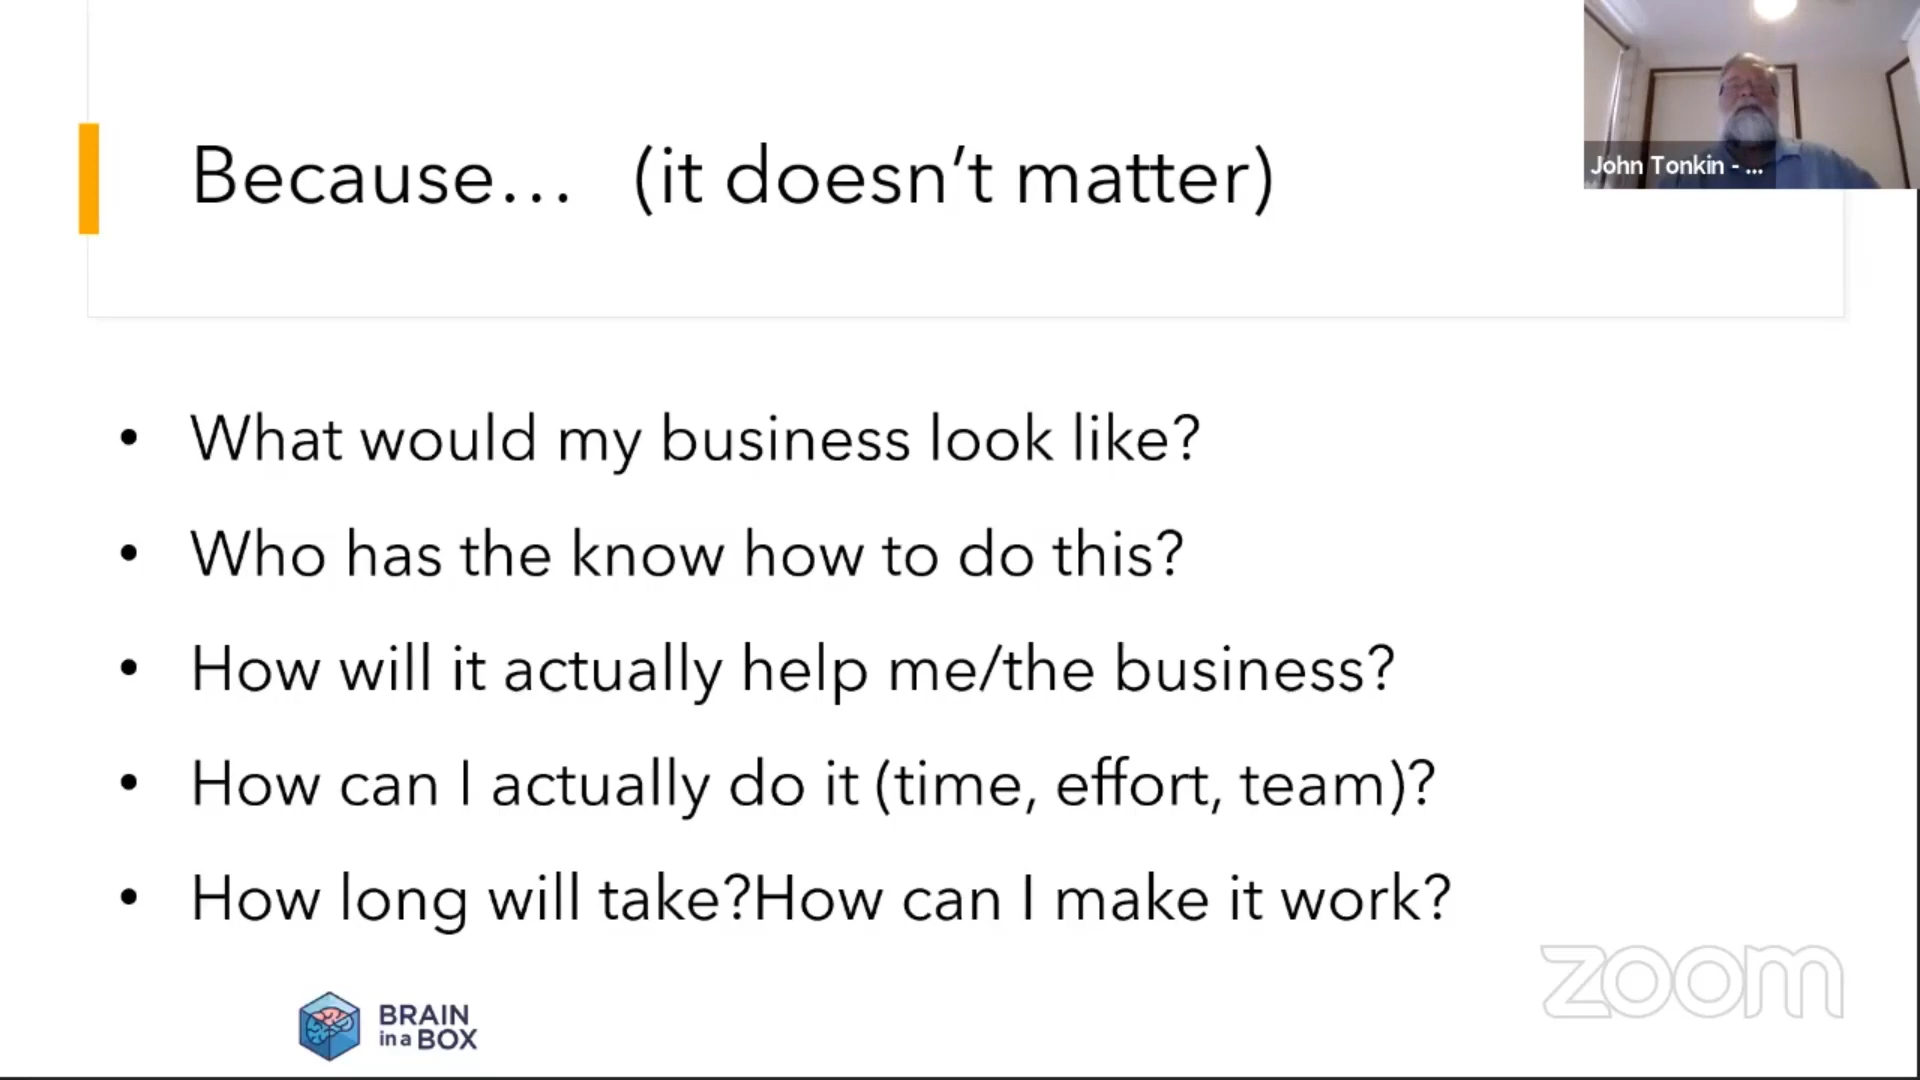 Because... (it doesn't matter)
John Tonkin - ...
• What would my business look like?
• Who has the know how to do this?
• How will it actually help me/the business?
• How can I actually do it (time, effort, team)?
• How long will take?How can I make it work?
zoom
BRAIN
in a BOX